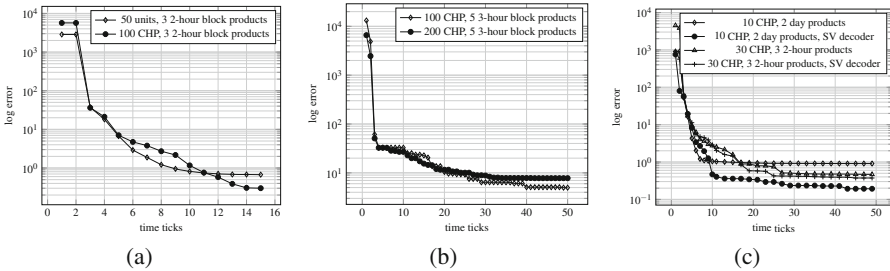 10⁴
10³
10²
10¹
10⁰
log error
0 2 4 6 8 10 12 14 16
time ticks
50 units, 3 2-hour block products
100 CHP, 3 2-hour block products
(a)
10⁴
10³
10²
10¹
log error
0 10 20 30 40 50
time ticks
100 CHP, 5 3-hour block products
200 CHP, 5 3-hour block products
(b)
10⁴
10³
10²
10¹
10⁰
10⁻¹
log error
0 10 20 30 40 50
time ticks
10 CHP, 2 day products
10 CHP, 2 day products, SV decoder
30 CHP, 3 2-hour products
30 CHP, 3 2-hour products, SV decoder
(c)